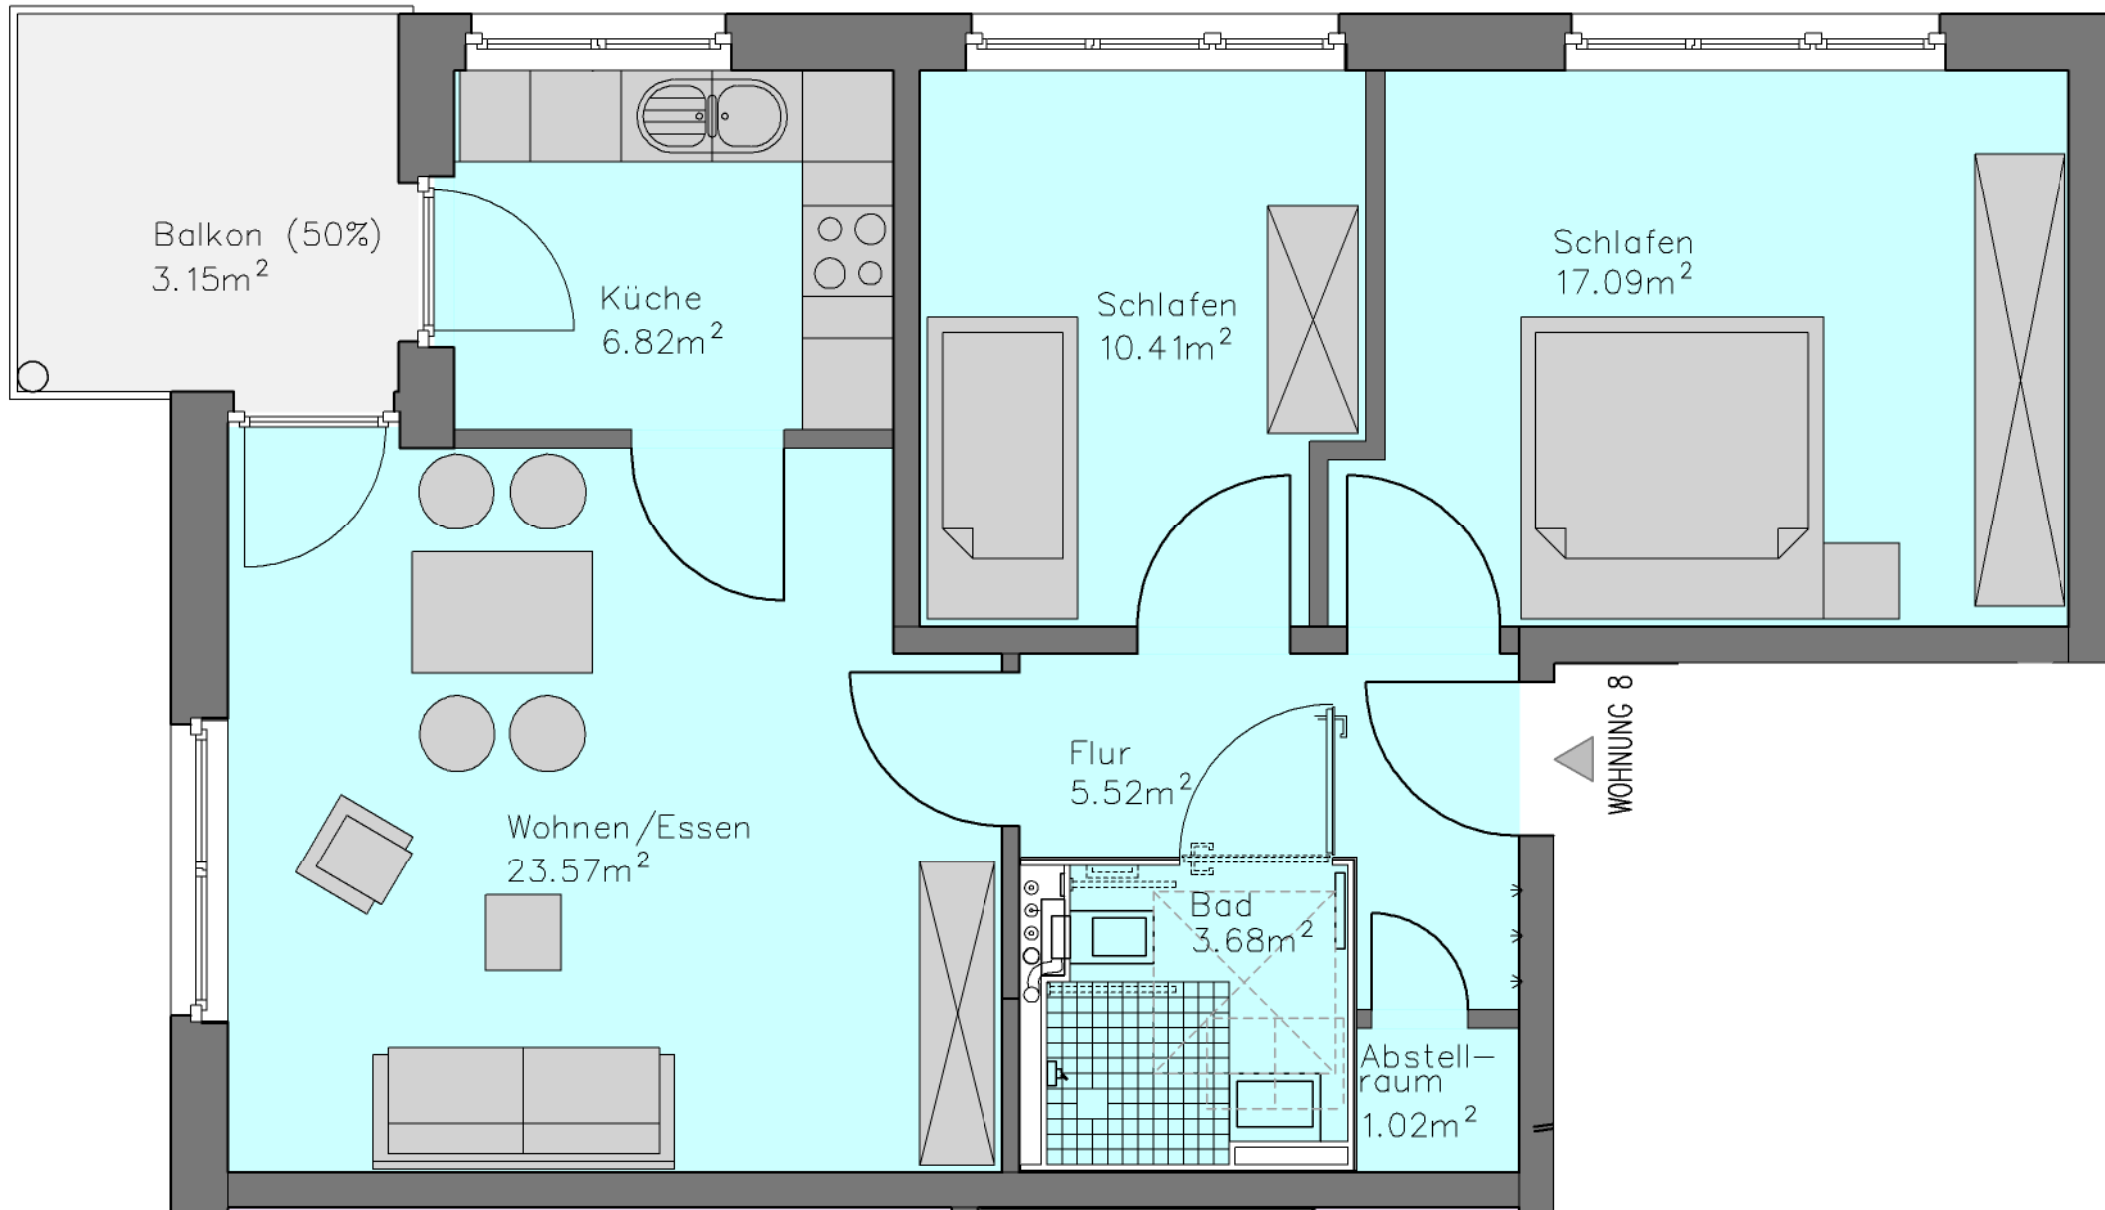 Balkon (50%)
3.15m²
Küche
6.82m²
Schlafen
10.41m²
Schlafen
17.09m²
WOHNUNG 8
Flur
5.52m²
Wohnen/Essen
23.57m²
Bad
3.68m²
Abstell-
raum
1.02m²